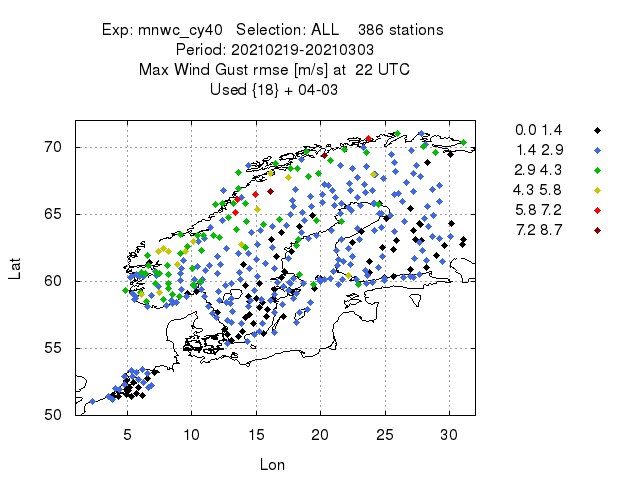 Exp: mnwc_cy40 Selection: ALL 386 stations
Period: 20210219-20210303
Max Wind Gust rmse [m/s] at 22 UTC
Used {18} + 04-03
70
65
60
55
50
Lat
5 10 15 20 25 30
Lon
0.0 1.4
1.4 2.9
2.9 4.3
4.3 5.8
5.8 7.2
7.2 8.7